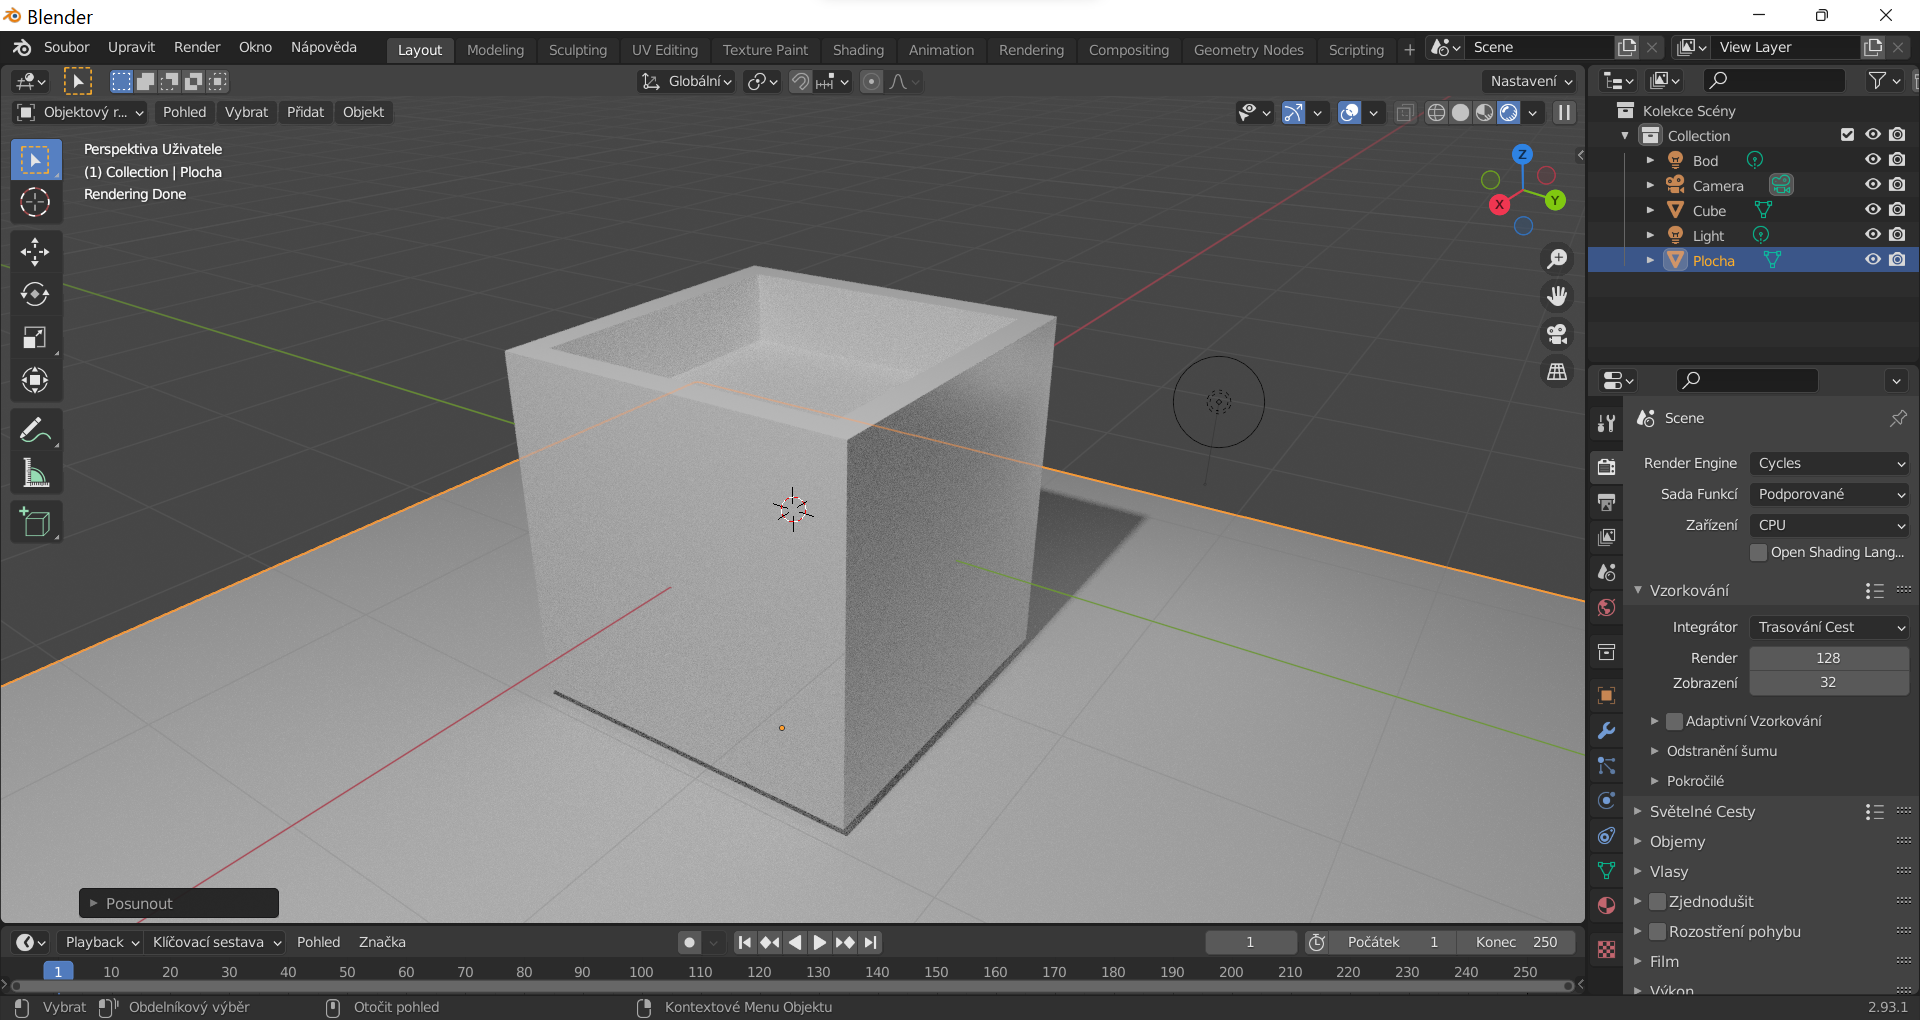 Blender
Soubor Upravit Render Okno Nápověda Layout Modeling Sculpting UV Editing Texture Paint Shading Animation Rendering Compositing Geometry Nodes Scripting + Scene View Layer
Globální Nastavení
Objektový r... Pohled Vybrat Přidat Objekt
Perspektiva Uživatele
(1) Collection | Plocha
Rendering Done
Z
Y
X
Kolekce Scény
Collection
Bod
Camera
Cube
Light
Plocha
Scene
Render Engine Cycles
Sada Funkcí Podporované
Zařízení CPU
Open Shading Lang...
Vzorkování
Integrátor Trasování Cest
Render 128
Zobrazení 32
Adaptivní Vzorkování
Odstranění šumu
Pokročilé
Světelné Cesty
Objemy
Vlasy
Zjednodušit
Rozostření pohybu
Film
Výkon
Posunout
Playback Klíčovací sestava Pohled Značka 1 Počátek 1 Konec 250
1 10 20 30 40 50 60 70 80 90 100 110 120 130 140 150 160 170 180 190 200 210 220 230 240 250
Vybrat Obdelníkový výběr Otočit pohled Kontextové Menu Objektu 2.93.1